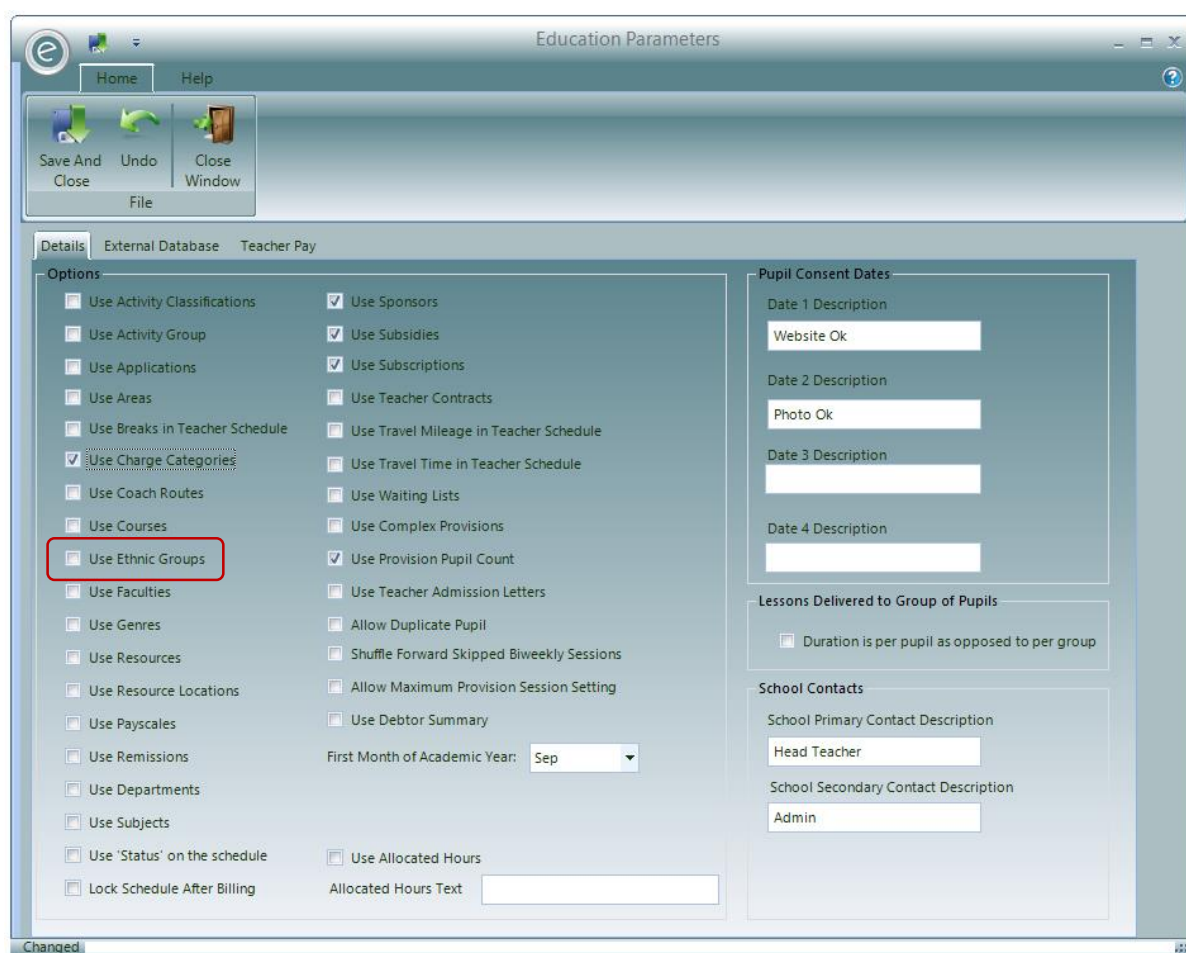 Education Parameters
Home Help
Save And Close
Undo
Close Window
File
Details External Database Teacher Pay
Options
Use Activity Classifications
Use Activity Group
Use Applications
Use Areas
Use Breaks in Teacher Schedule
Use Charge Categories
Use Coach Routes
Use Courses
Use Ethnic Groups
Use Faculties
Use Genres
Use Resources
Use Resource Locations
Use Payscales
Use Remissions
Use Departments
Use Subjects
Use 'Status' on the schedule
Lock Schedule After Billing
Use Sponsors
Use Subsidies
Use Subscriptions
Use Teacher Contracts
Use Travel Mileage in Teacher Schedule
Use Travel Time in Teacher Schedule
Use Waiting Lists
Use Complex Provisions
Use Provision Pupil Count
Use Teacher Admission Letters
Allow Duplicate Pupil
Shuffle Forward Skipped Biweekly Sessions
Allow Maximum Provision Session Setting
Use Debtor Summary
First Month of Academic Year: Sep
Use Allocated Hours
Allocated Hours Text
Pupil Consent Dates
Date 1 Description
Website Ok
Date 2 Description
Photo Ok
Date 3 Description
Date 4 Description
Lessons Delivered to Group of Pupils
Duration is per pupil as opposed to per group
School Contacts
School Primary Contact Description
Head Teacher
School Secondary Contact Description
Admin
Changed